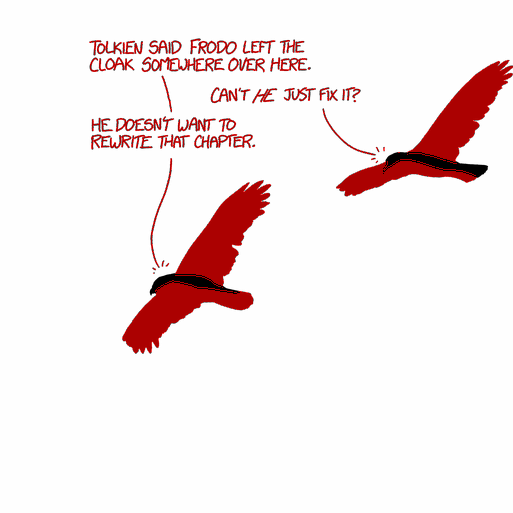 TOLKIEN SAID FRODO LEFT THE
CLOAK SOMEWHERE OVER HERE.
CAN'T HE JUST FIX IT?
HE DOESN'T WANT TO
REWRITE THAT CHAPTER.